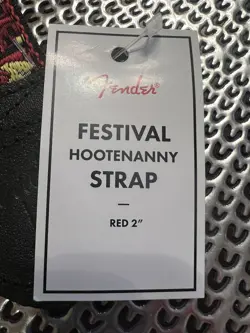 Fender
FESTIVAL
HOOTENANNY
STRAP
RED 2"